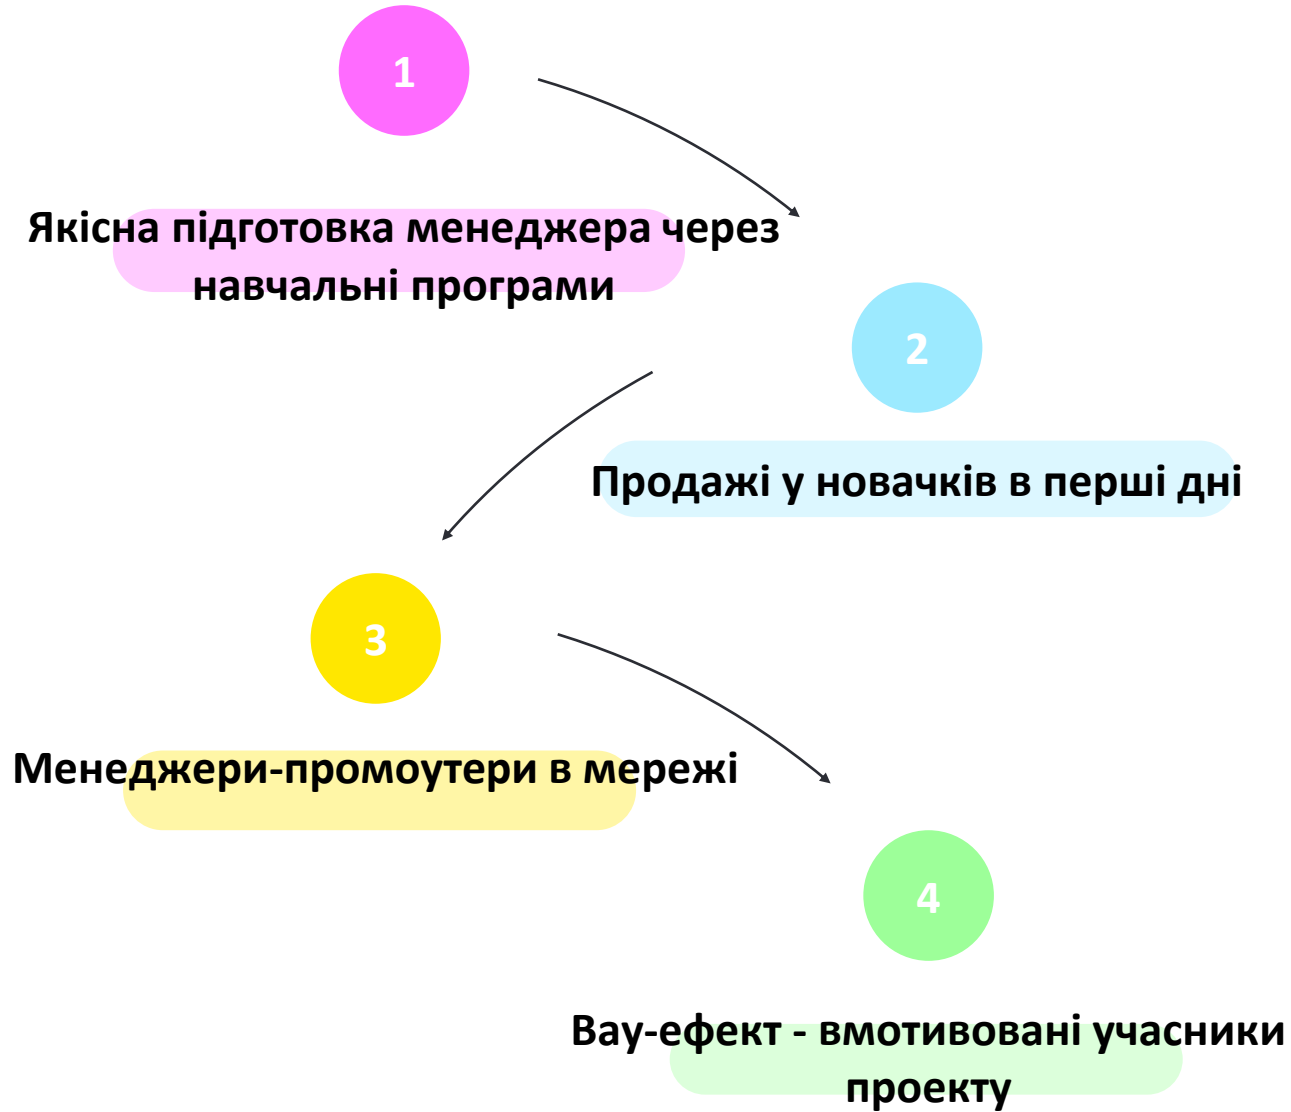 1
Якісна підготовка менеджера через
навчальні програми
2
Продажі у новачків в перші дні
3
Менеджери-промоутери в мережі
4
Вау-ефект - вмотивовані учасники
проекту